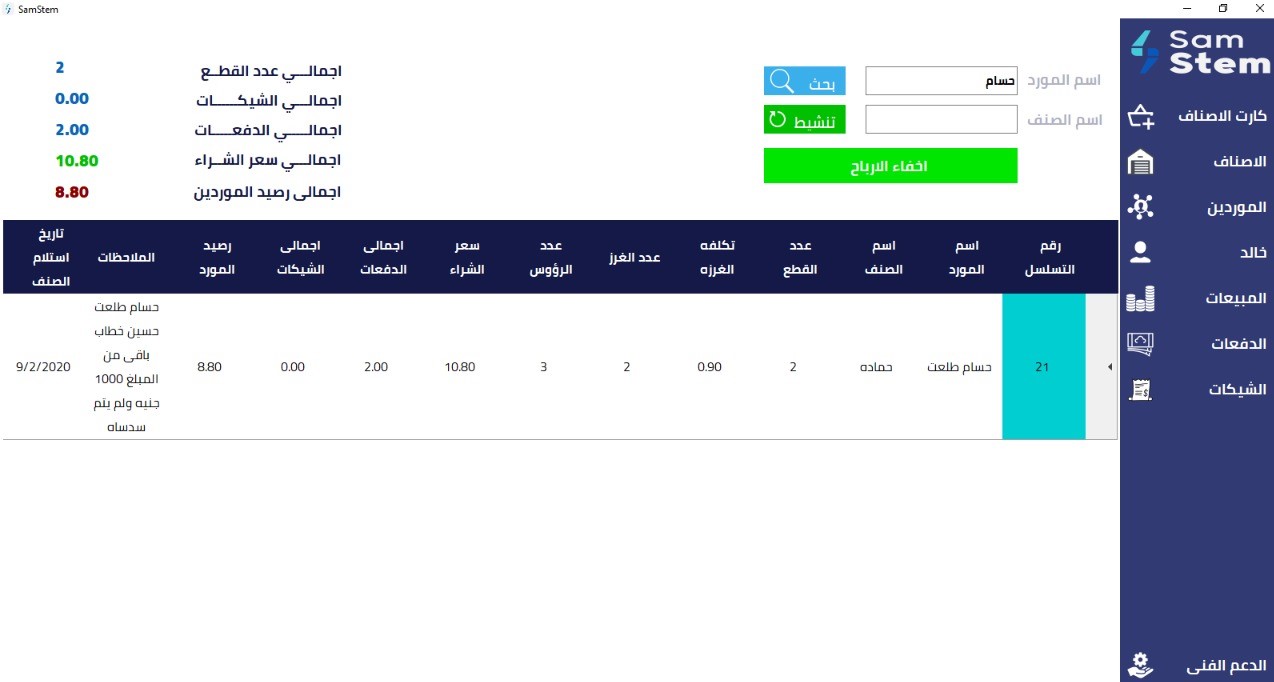 SamStem
Sam
Stem
كارت الاصناف
الاصناف
الموردين
خالد
المبيعات
الدفعات
الشيكات
الدعم الفنى
اسم المورد
حسام
بحث
اسم الصنف
تنشيط
اخفاء الارباح
اجمالـــي عدد القطــع
2
اجمالـــي الشيكـــــات
0.00
اجمالـــــي الدفعـــات
2.00
اجمالـــي سعر الشــراء
10.80
اجمالى رصيد الموردين
8.80
رقم التسلسل
اسم المورد
اسم الصنف
عدد القطع
تكلفه الغرزه
عدد الغرز
عدد الرؤوس
سعر الشراء
اجمالى الدفعات
اجمالى الشيكات
رصيد المورد
الملاحظات
تاريخ استلام الصنف
21
حسام طلعت
حماده
2
0.90
2
3
10.80
2.00
0.00
8.80
حسام طلعت
حسين خطاب
باقى من
المبلغ 1000
جنيه ولم يتم
سدساه
9/2/2020